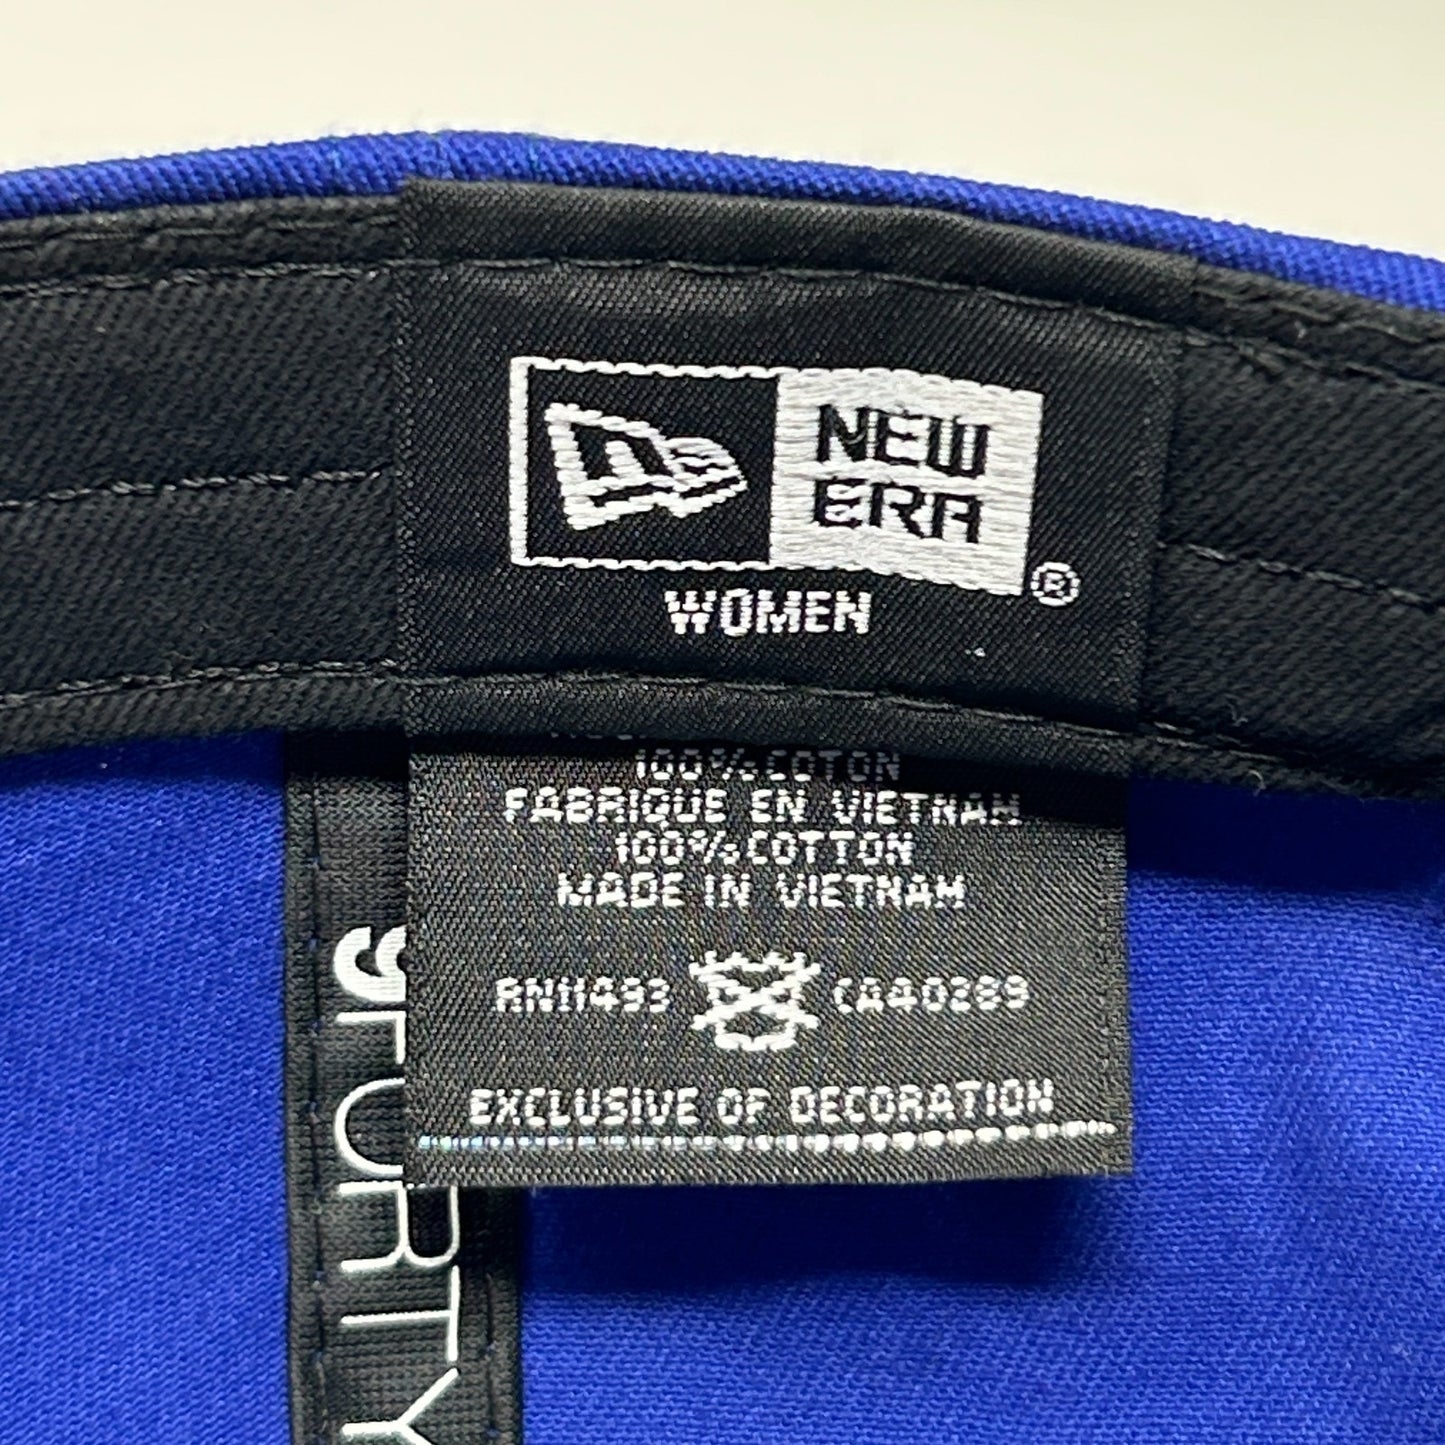 NEW
ERA
®
WOMEN
100% COTON
FABRIQUE EN VIETNAM
100% COTTON
MADE IN VIETNAM
RN11493 CA40289
EXCLUSIVE OF DECORATION
9FORTY